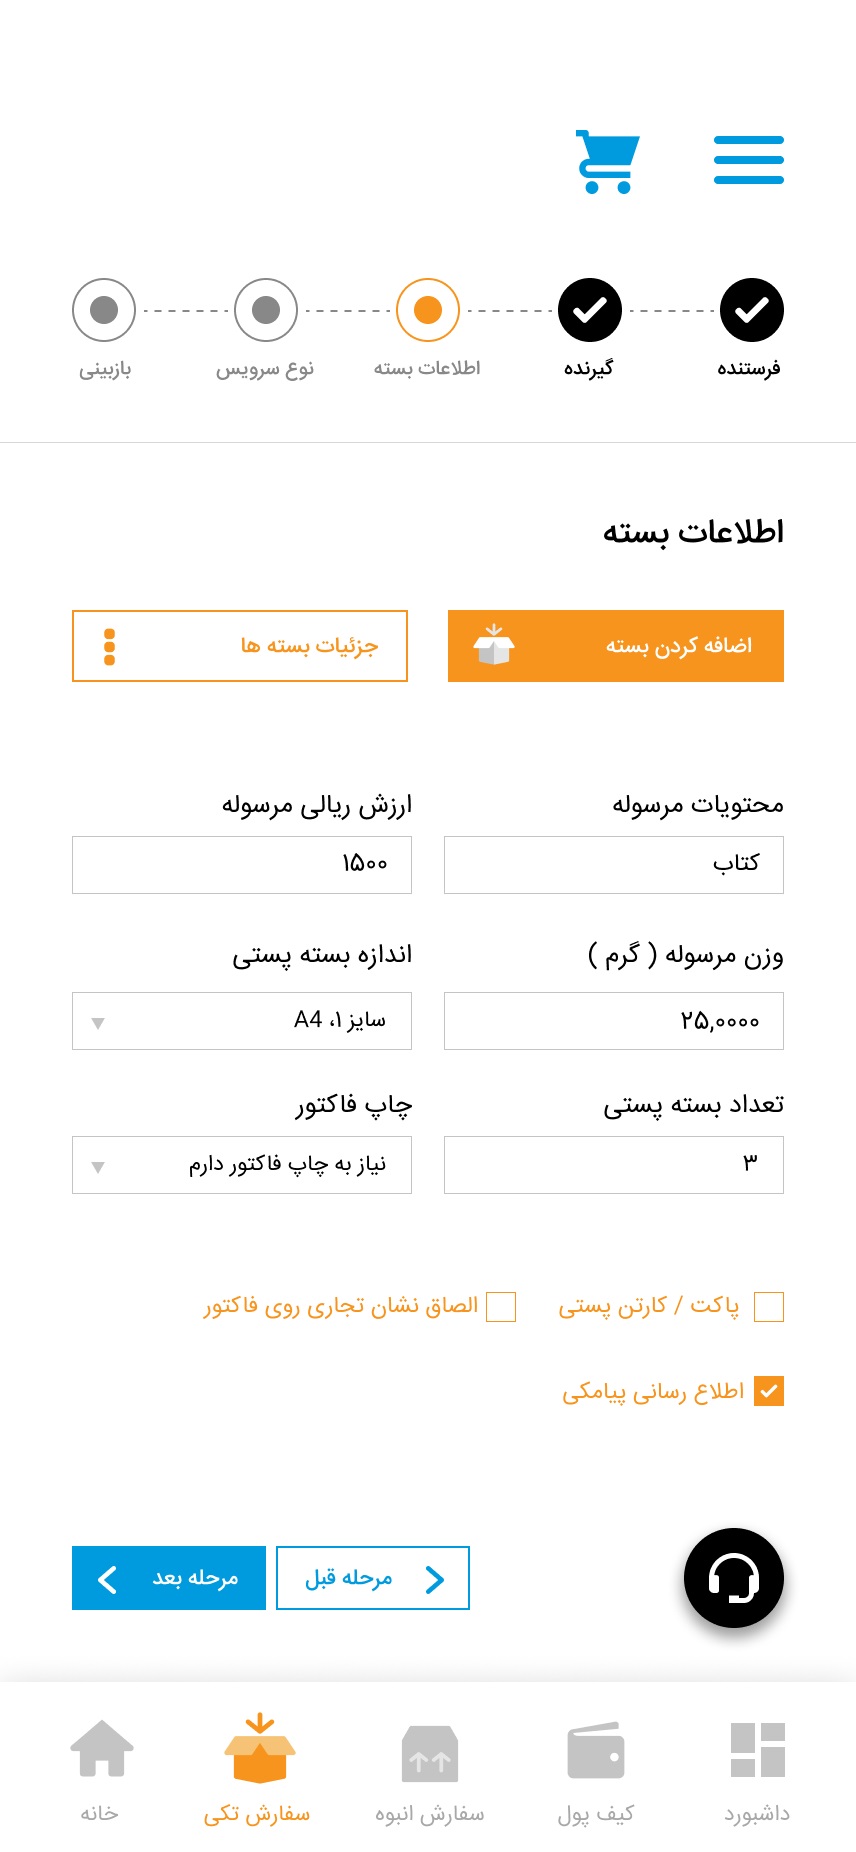 فرستنده
گیرنده
اطلاعات بسته
نوع سرویس
بازبینی
اطلاعات بسته
اضافه کردن بسته
جزئیات بسته ها
محتویات مرسوله
ارزش ریالی مرسوله
کتاب
۱۵۰۰
وزن مرسوله ( گرم )
اندازه بسته پستی
۲۵,۰۰۰۰
سایز ۱، A4
تعداد بسته پستی
چاپ فاکتور
۳
نیاز به چاپ فاکتور دارم
پاکت / کارتن پستی
الصاق نشان تجاری روی فاکتور
اطلاع رسانی پیامکی
مرحله قبل
مرحله بعد
داشبورد
کیف پول
سفارش انبوه
سفارش تکی
خانه